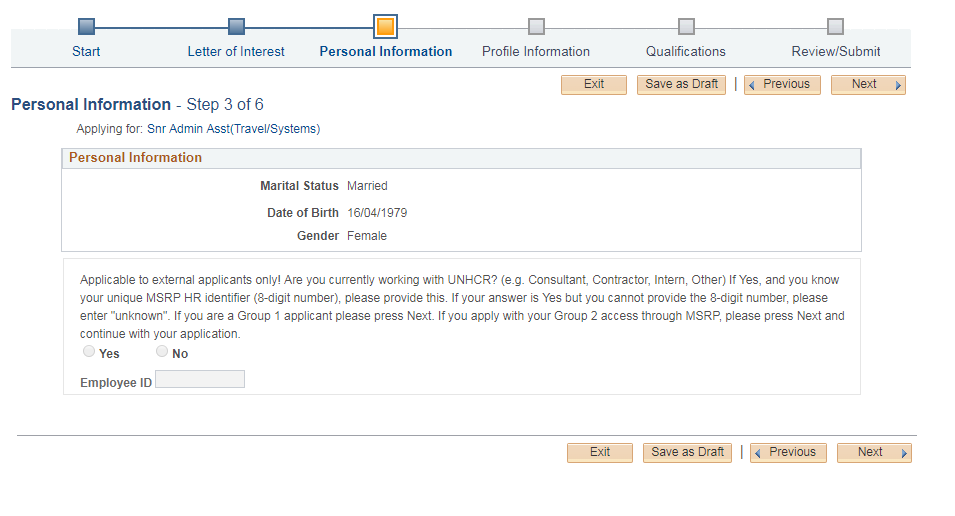 Start Letter of Interest Personal Information Profile Information Qualifications Review/Submit
Exit Save as Draft | Previous Next
Personal Information - Step 3 of 6
Applying for: Snr Admin Asst(Travel/Systems)
Personal Information
Marital Status Married
Date of Birth 16/04/1979
Gender Female
Applicable to external applicants only! Are you currently working with UNHCR? (e.g. Consultant, Contractor, Intern, Other) If Yes, and you know
your unique MSRP HR identifier (8-digit number), please provide this. If your answer is Yes but you cannot provide the 8-digit number, please
enter "unknown". If you are a Group 1 applicant please press Next. If you apply with your Group 2 access through MSRP, please press Next and
continue with your application.
Yes No
Employee ID
Exit Save as Draft | Previous Next